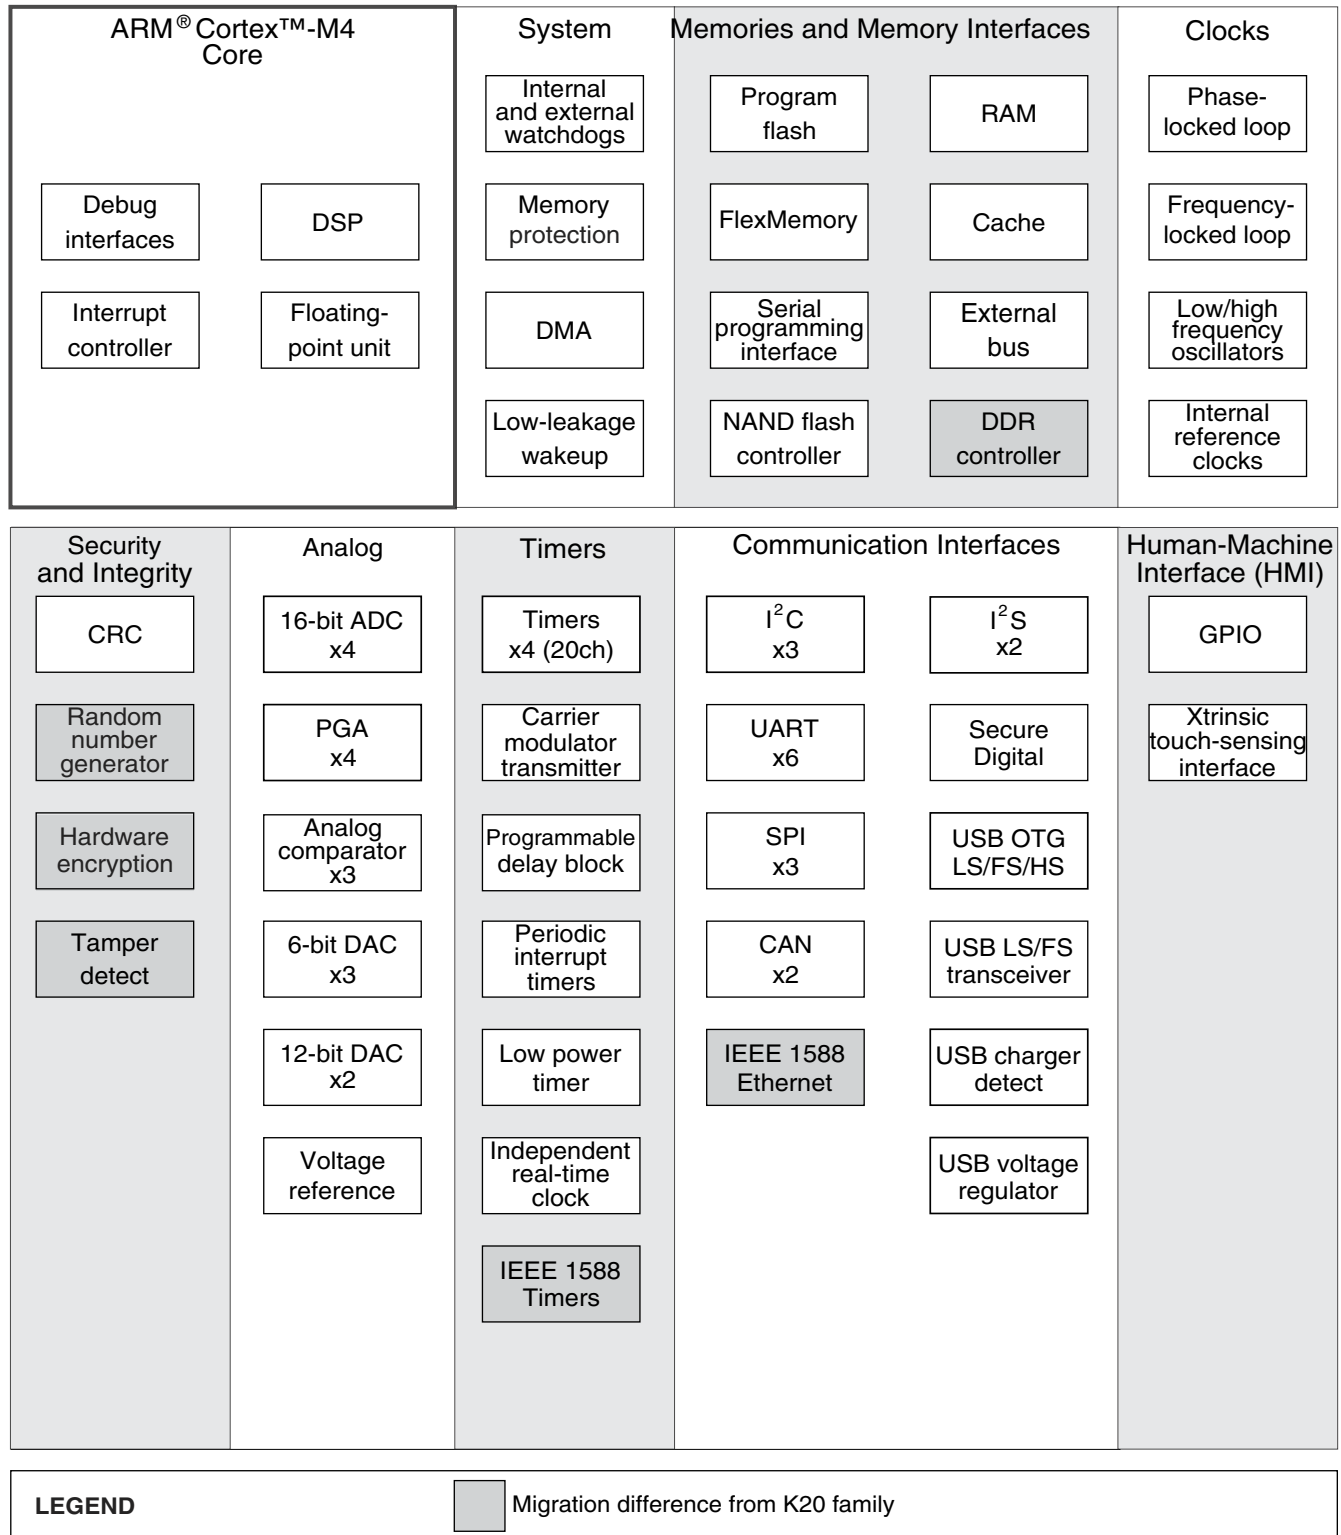 ARM® Cortex™-M4
Core
Debug
interfaces
DSP
Interrupt
controller
Floating-
point unit
System
Internal
and external
watchdogs
Memory
protection
DMA
Low-leakage
wakeup
Memories and Memory Interfaces
Program
flash
RAM
FlexMemory
Cache
Serial
programming
interface
External
bus
NAND flash
controller
DDR
controller
Clocks
Phase-
locked loop
Frequency-
locked loop
Low/high
frequency
oscillators
Internal
reference
clocks
Security
and Integrity
CRC
Random
number
generator
Hardware
encryption
Tamper
detect
Analog
16-bit ADC
x4
PGA
x4
Analog
comparator
x3
6-bit DAC
x3
12-bit DAC
x2
Voltage
reference
Timers
Timers
x4 (20ch)
Carrier
modulator
transmitter
Programmable
delay block
Periodic
interrupt
timers
Low power
timer
Independent
real-time
clock
IEEE 1588
Timers
Communication Interfaces
I²C
x3
I²S
x2
UART
x6
Secure
Digital
SPI
x3
USB OTG
LS/FS/HS
CAN
x2
USB LS/FS
transceiver
IEEE 1588
Ethernet
USB charger
detect
USB voltage
regulator
Human-Machine
Interface (HMI)
GPIO
Xtrinsic
touch-sensing
interface
LEGEND
Migration difference from K20 family